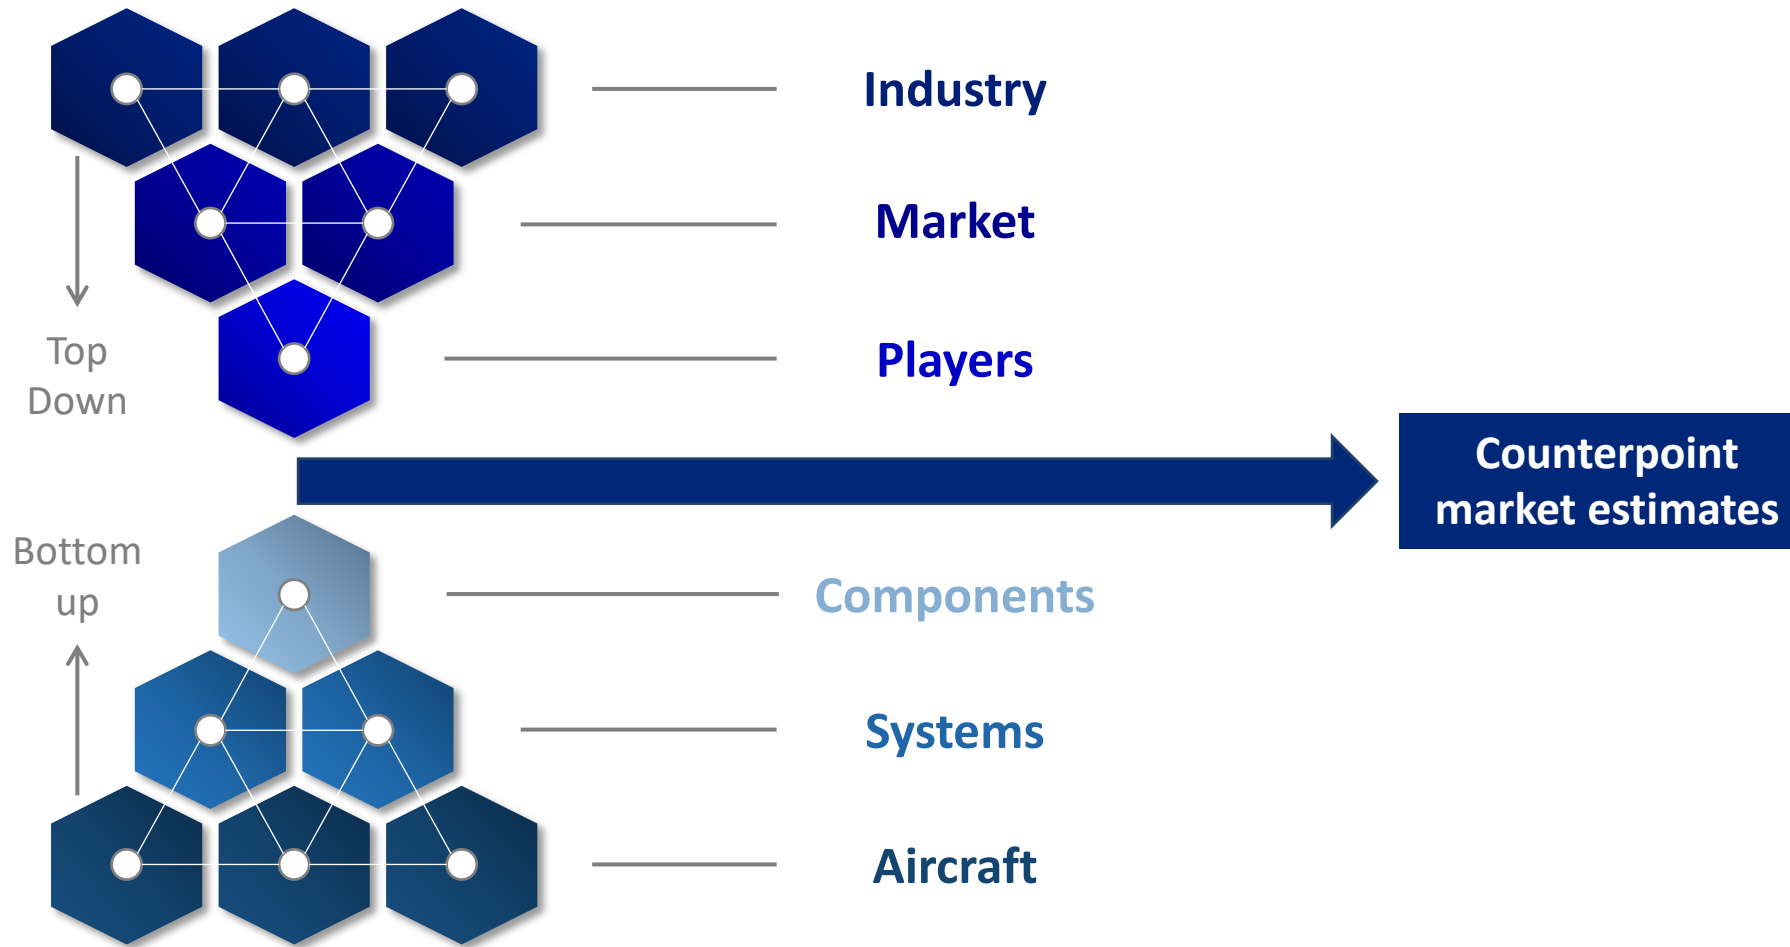 Industry
Market
Players
Top
Down
Counterpoint
market estimates
Bottom
up
Components
Systems
Aircraft